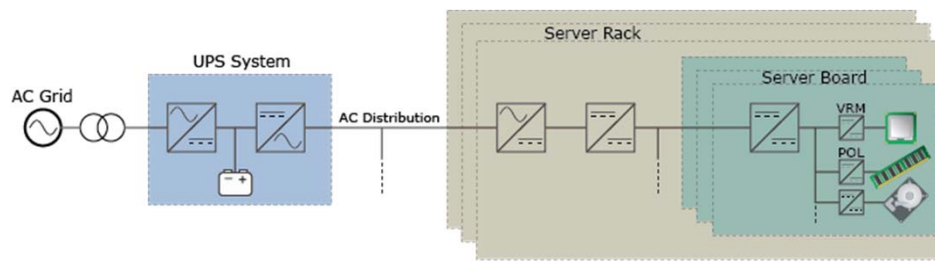 Server Rack
UPS System
Server Board
AC Grid
AC Distribution
VRM
POL